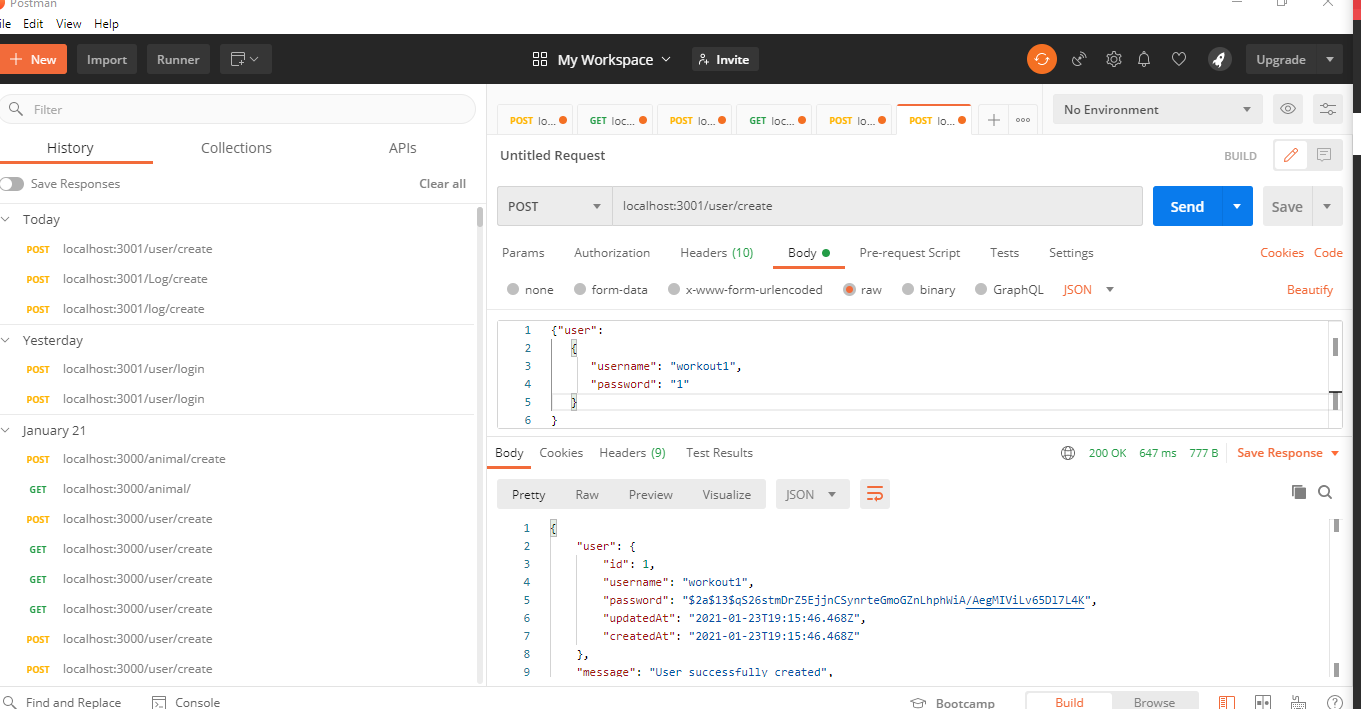 Postman
ile Edit View Help
New Import Runner My Workspace Invite Upgrade
Filter
History Collections APIs
Save Responses Clear all
Today
POST localhost:3001/user/create
POST localhost:3001/Log/create
POST localhost:3001/log/create
Yesterday
POST localhost:3001/user/login
POST localhost:3001/user/login
January 21
POST localhost:3000/animal/create
GET localhost:3000/animal/
POST localhost:3000/user/create
GET localhost:3000/user/create
GET localhost:3000/user/create
GET localhost:3000/user/create
POST localhost:3000/user/create
POST localhost:3000/user/create
POST lo... GET loc... POST lo... GET loc... POST lo... POST lo... No Environment
Untitled Request BUILD
POST localhost:3001/user/create Send Save
Params Authorization Headers (10) Body Pre-request Script Tests Settings Cookies Code
none form-data x-www-form-urlencoded raw binary GraphQL JSON Beautify
1 {"user":
2 {
3 "username": "workout1",
4 "password": "1"
5 }
6 }
Body Cookies Headers (9) Test Results 200 OK 647 ms 777 B Save Response
Pretty Raw Preview Visualize JSON
1 {
2 "user": {
3 "id": 1,
4 "username": "workout1",
5 "password": "$2a$13$qS26stmDrZ5EjjnCSynrteGmoGZnLhphWiA/AegMIViLv65Dl7L4K",
6 "updatedAt": "2021-01-23T19:15:46.468Z",
7 "createdAt": "2021-01-23T19:15:46.468Z"
8 },
9 "message": "User successfully created",
Find and Replace Console Bootcamp Build Browse